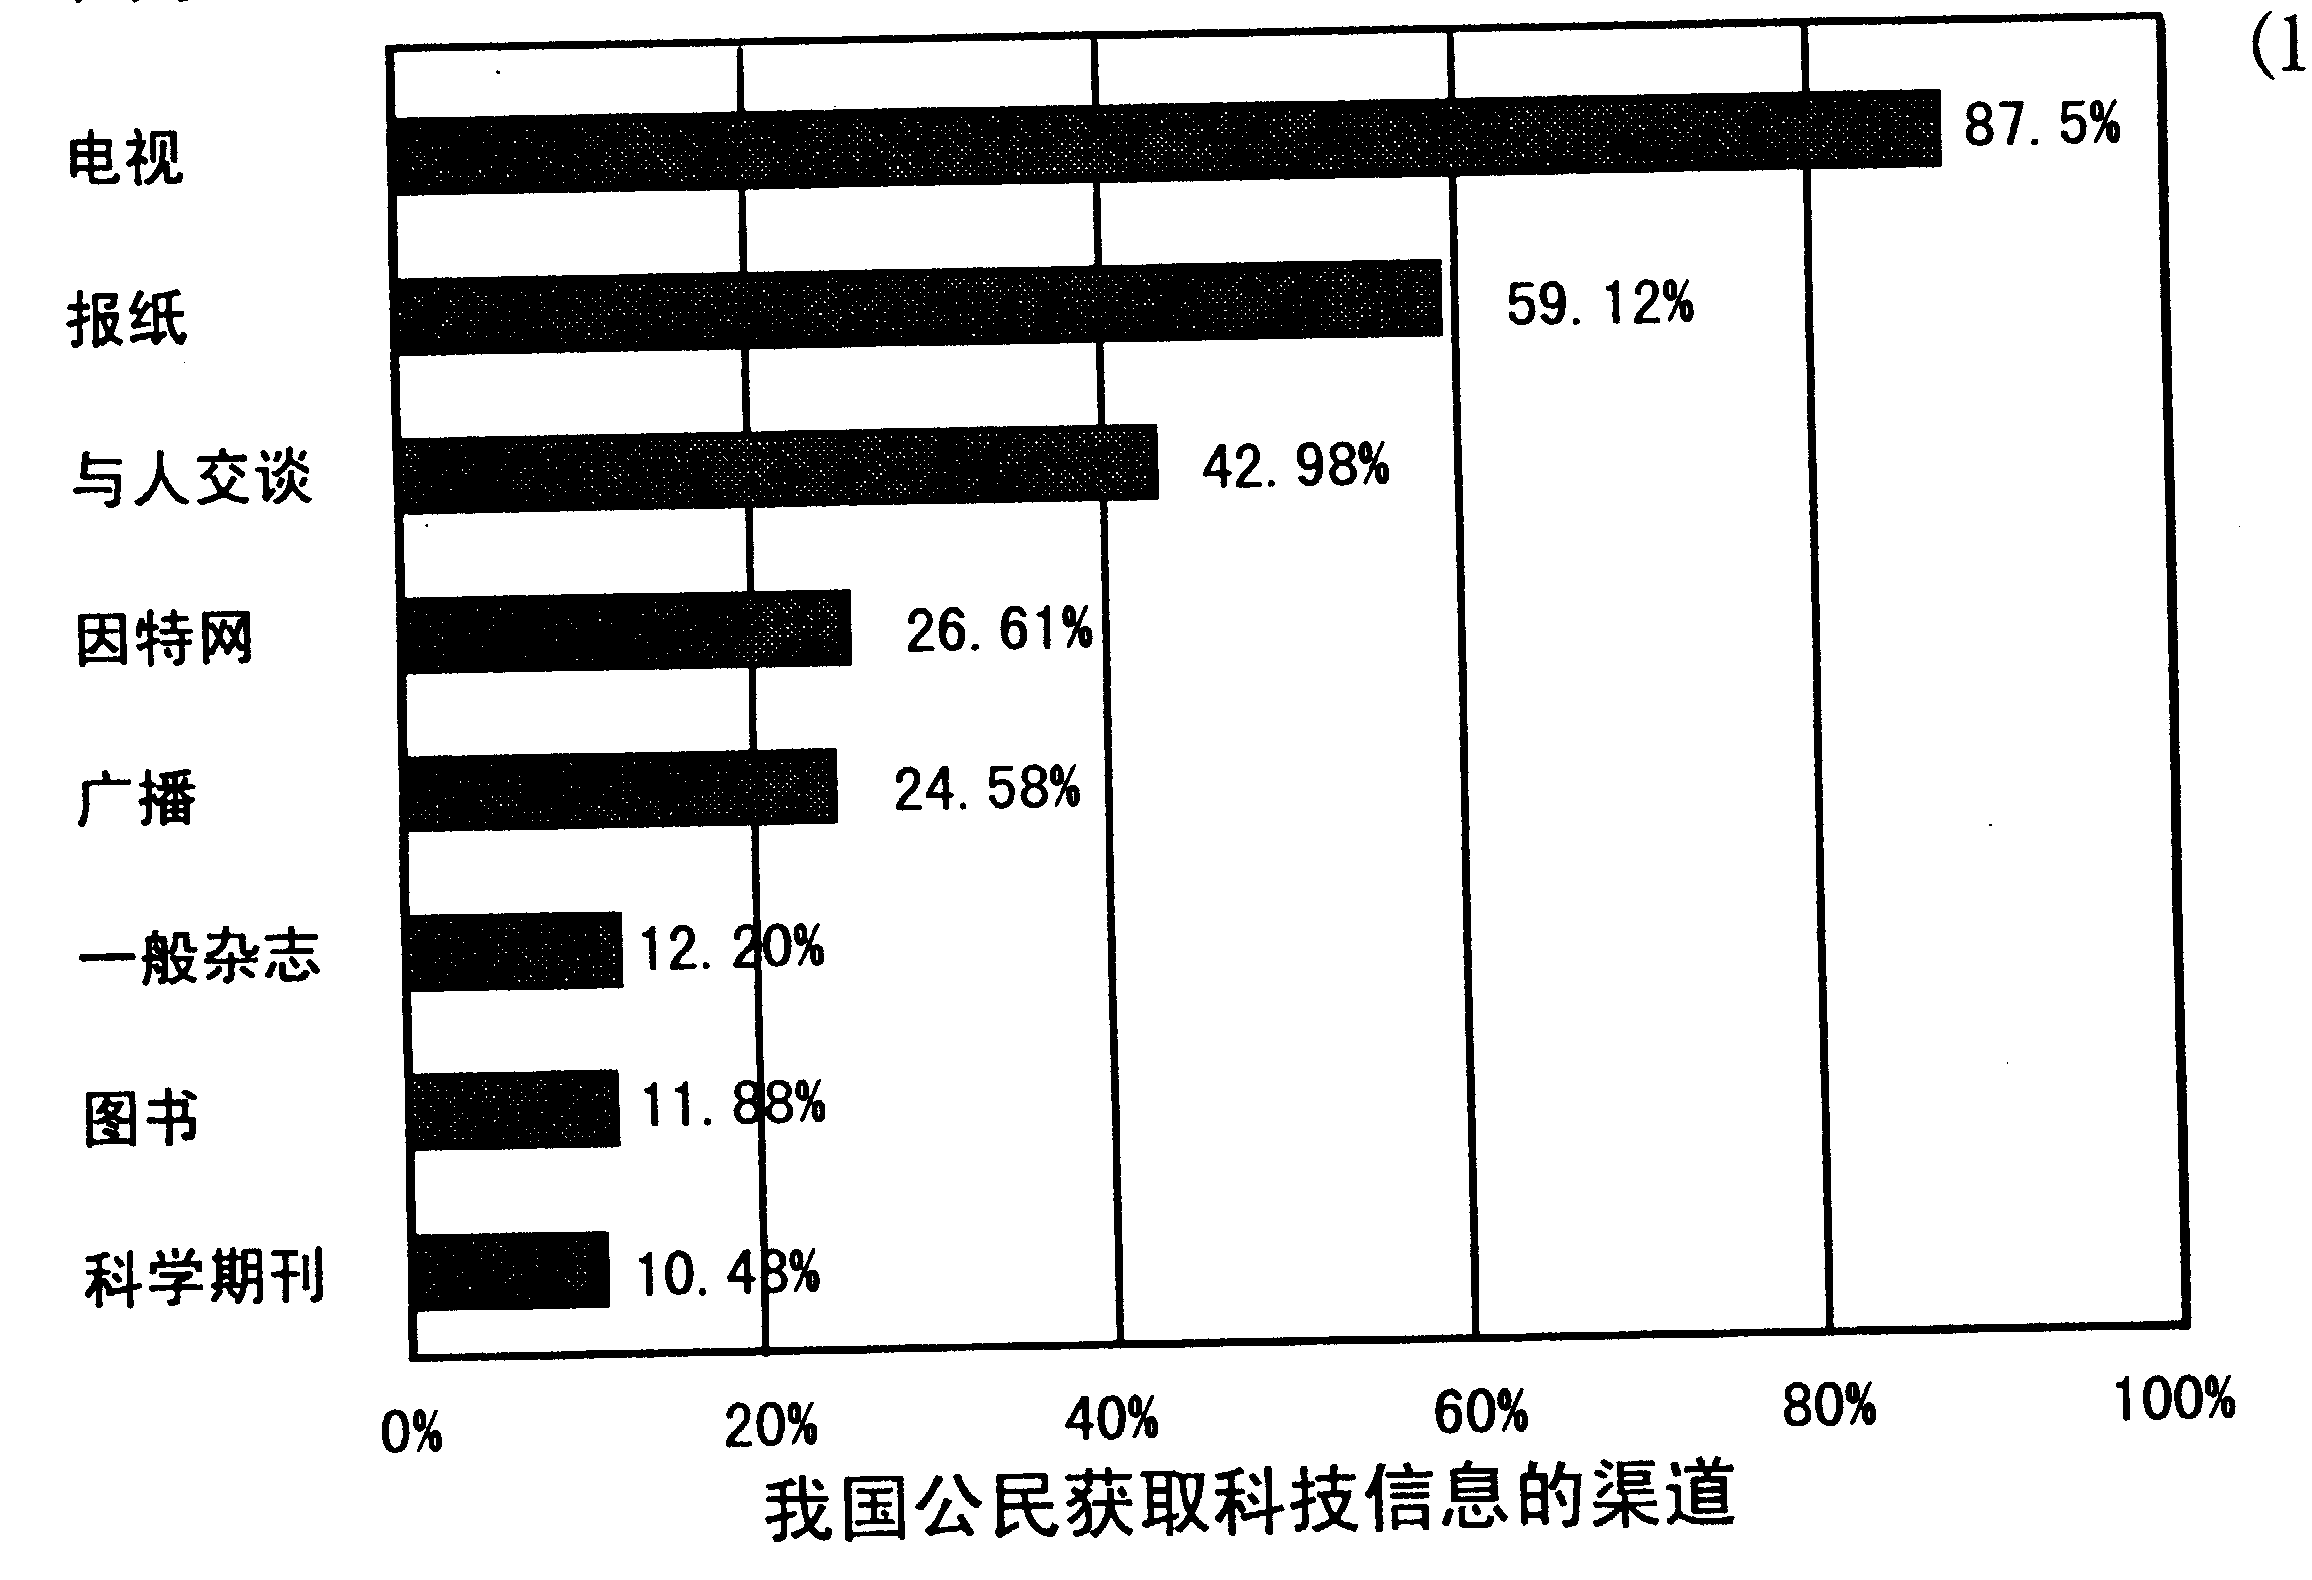 (1
电视 87.5%
报纸 59.12%
与人交谈 42.98%
因特网 26.61%
广播 24.58%
一般杂志 12.20%
图书 11.88%
科学期刊 10.48%
0% 20% 40% 60% 80% 100%
我国公民获取科技信息的渠道